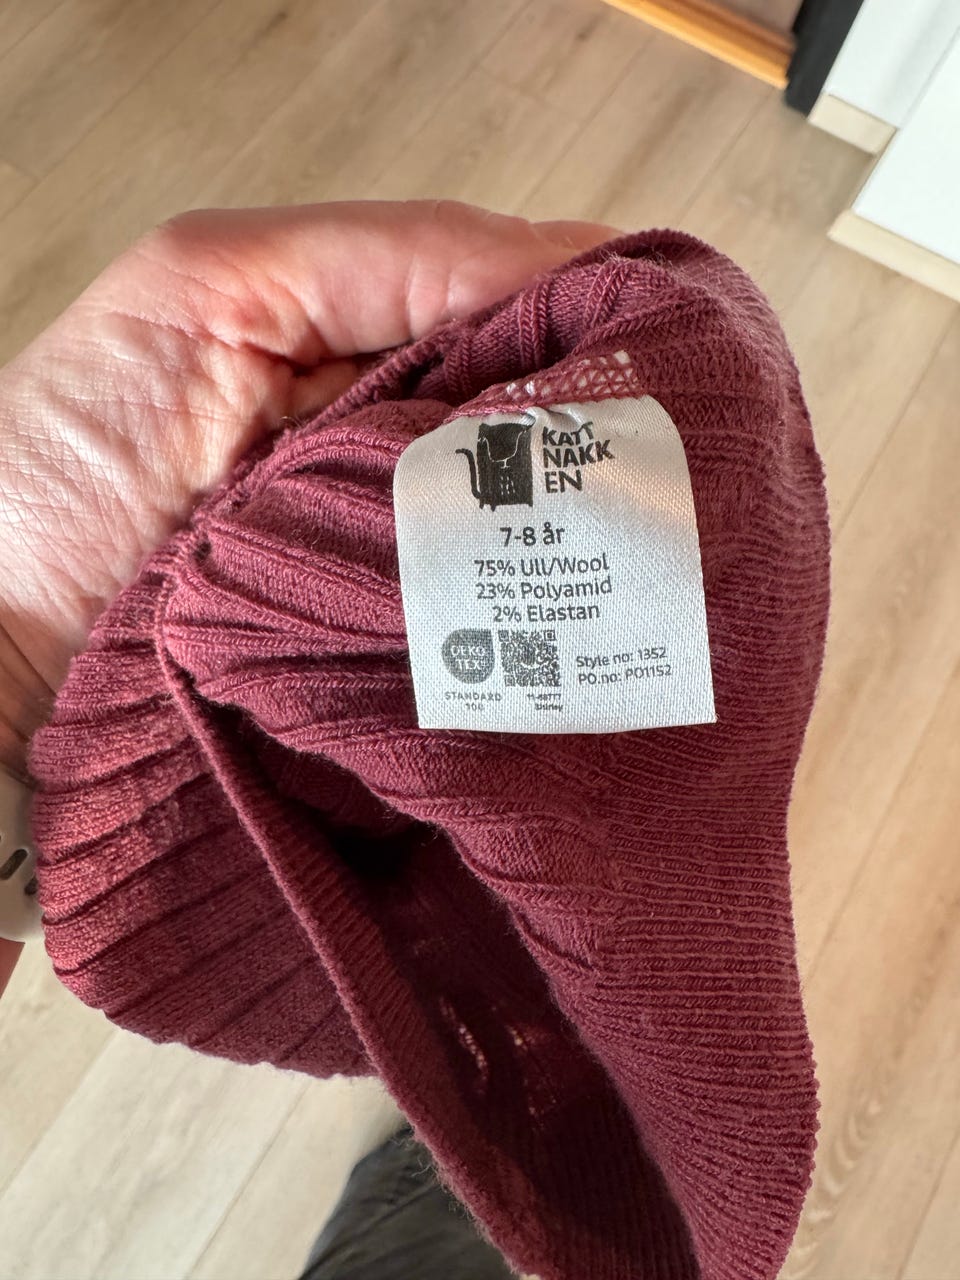 KATT
NAKK
EN
7-8 år
75% Ull/Wool
23% Polyamid
2% Elastan
OEKO
TEX
STANDARD
100
Style no: 1352
PO.no: PO1152
Shirley